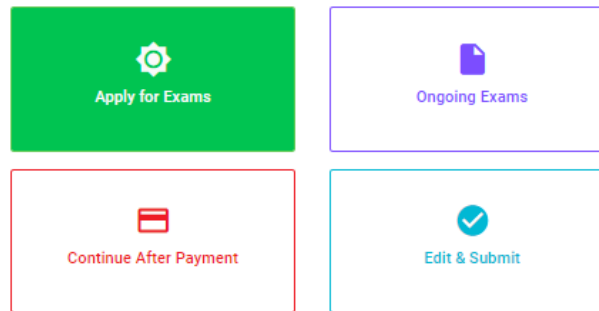 Apply for Exams
Ongoing Exams
Continue After Payment
Edit & Submit